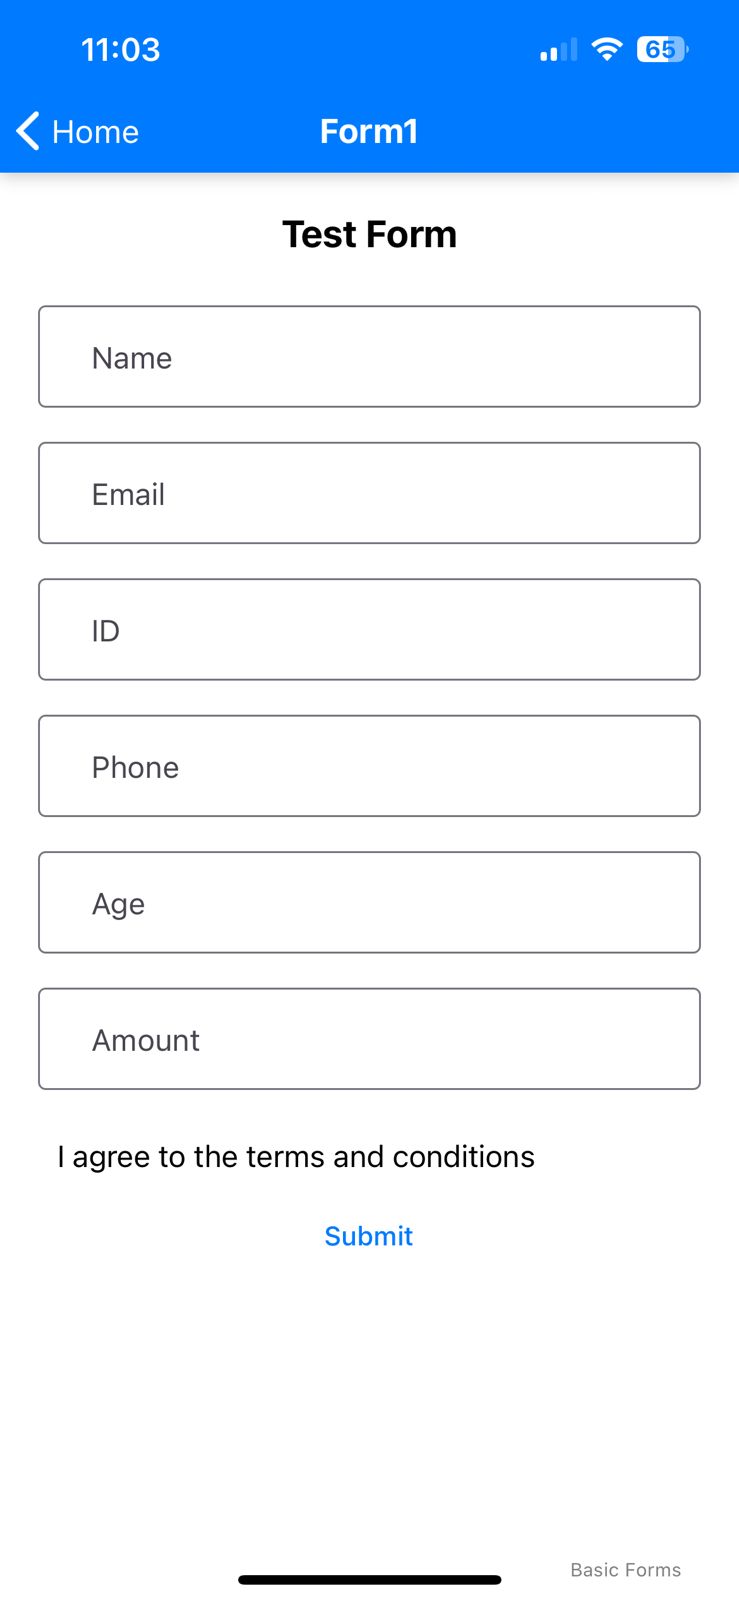 11:03
65
Home
Form1
Test Form
Name
Email
ID
Phone
Age
Amount
I agree to the terms and conditions
Submit
Basic Forms